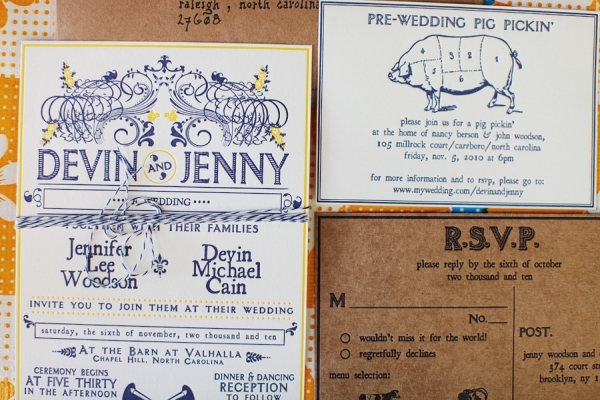 raleigh, north carolina
27608
DEVIN AND JENNY
WEDDING
TOGETHER WITH THEIR FAMILIES
Jennifer
Lee
Woodson
Devin
Michael
Cain
INVITE YOU TO JOIN THEM AT THEIR WEDDING
saturday, the sixth of november, two thousand and ten
AT THE BARN AT VALHALLA
CHAPEL HILL, NORTH CAROLINA
CEREMONY BEGINS
AT FIVE THIRTY
IN THE AFTERNOON
DINNER & DANCING
RECEPTION
TO FOLLOW
PRE-WEDDING PIG PICKIN'
4 3 2 1
5 6
please join us for a pig pickin'
at the home of nancy berson & john woodson,
105 millrock court/carrboro/north carolina
friday, nov. 5, 2010 at 6pm
for more information and to rsvp, please go to:
www.mywedding.com/devinandjenny
R.S.V.P.
please reply by the sixth of october
two thousand and ten
M
No.
wouldn't miss it for the world!
regretfully declines
menu selection:
POST.
jenny woodson and
374 court
brooklyn, ny